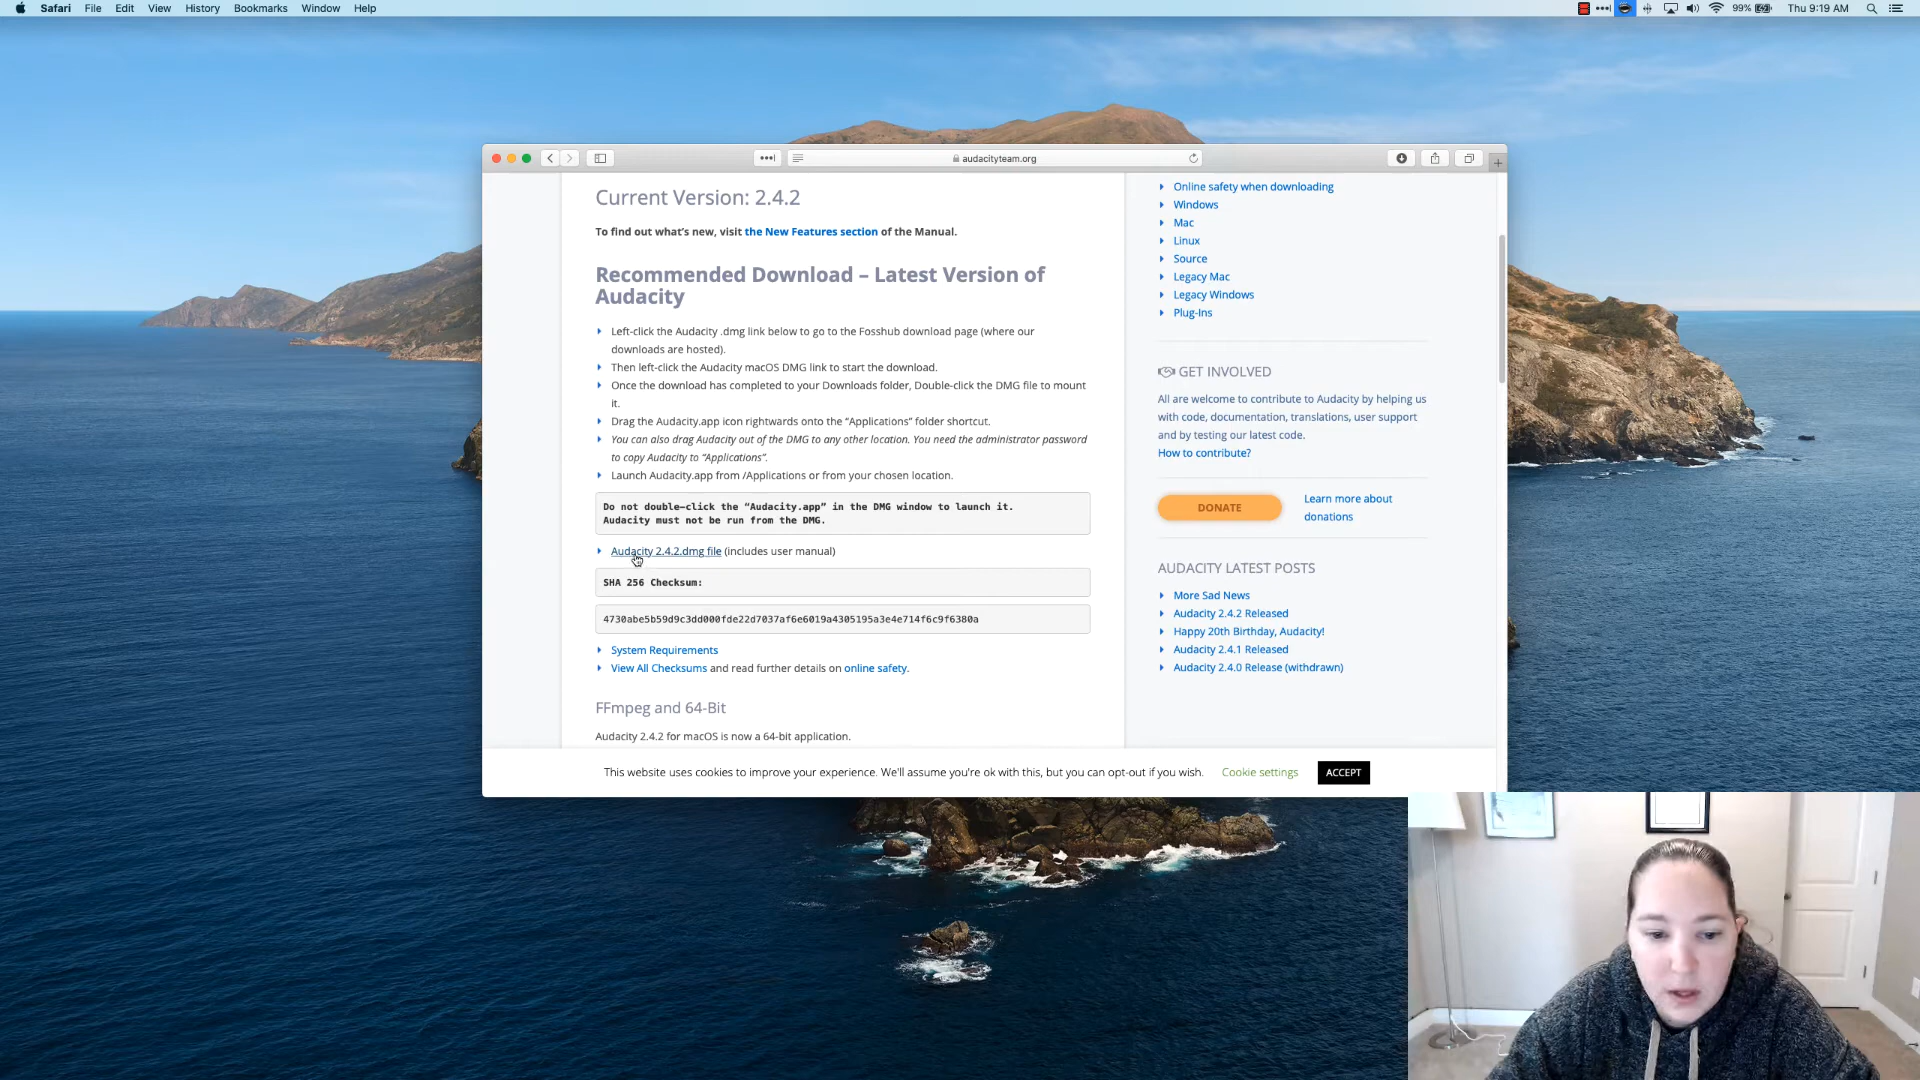 Safari File Edit View History Bookmarks Window Help
99% Thu 9:19 AM
audacityteam.org
Current Version: 2.4.2
To find out what's new, visit the New Features section of the Manual.
Recommended Download – Latest Version of
Audacity
Left-click the Audacity .dmg link below to go to the Fosshub download page (where our
downloads are hosted).
Then left-click the Audacity macOS DMG link to start the download.
Once the download has completed to your Downloads folder, Double-click the DMG file to mount
it.
Drag the Audacity.app icon rightwards onto the "Applications" folder shortcut.
You can also drag Audacity out of the DMG to any other location. You need the administrator password
to copy Audacity to "Applications".
Launch Audacity.app from /Applications or from your chosen location.
Do not double-click the "Audacity.app" in the DMG window to launch it.
Audacity must not be run from the DMG.
Audacity 2.4.2.dmg file (includes user manual)
SHA 256 Checksum:
4730abe5b59d9c3dd000fde22d7037af6e6019a4305195a3e4e714f6c9f6380a
System Requirements
View All Checksums and read further details on online safety.
FFmpeg and 64-Bit
Audacity 2.4.2 for macOS is now a 64-bit application.
Online safety when downloading
Windows
Mac
Linux
Source
Legacy Mac
Legacy Windows
Plug-Ins
GET INVOLVED
All are welcome to contribute to Audacity by helping us
with code, documentation, translations, user support
and by testing our latest code.
How to contribute?
DONATE
Learn more about
donations
AUDACITY LATEST POSTS
More Sad News
Audacity 2.4.2 Released
Happy 20th Birthday, Audacity!
Audacity 2.4.1 Released
Audacity 2.4.0 Release (withdrawn)
This website uses cookies to improve your experience. We'll assume you're ok with this, but you can opt-out if you wish. Cookie settings ACCEPT